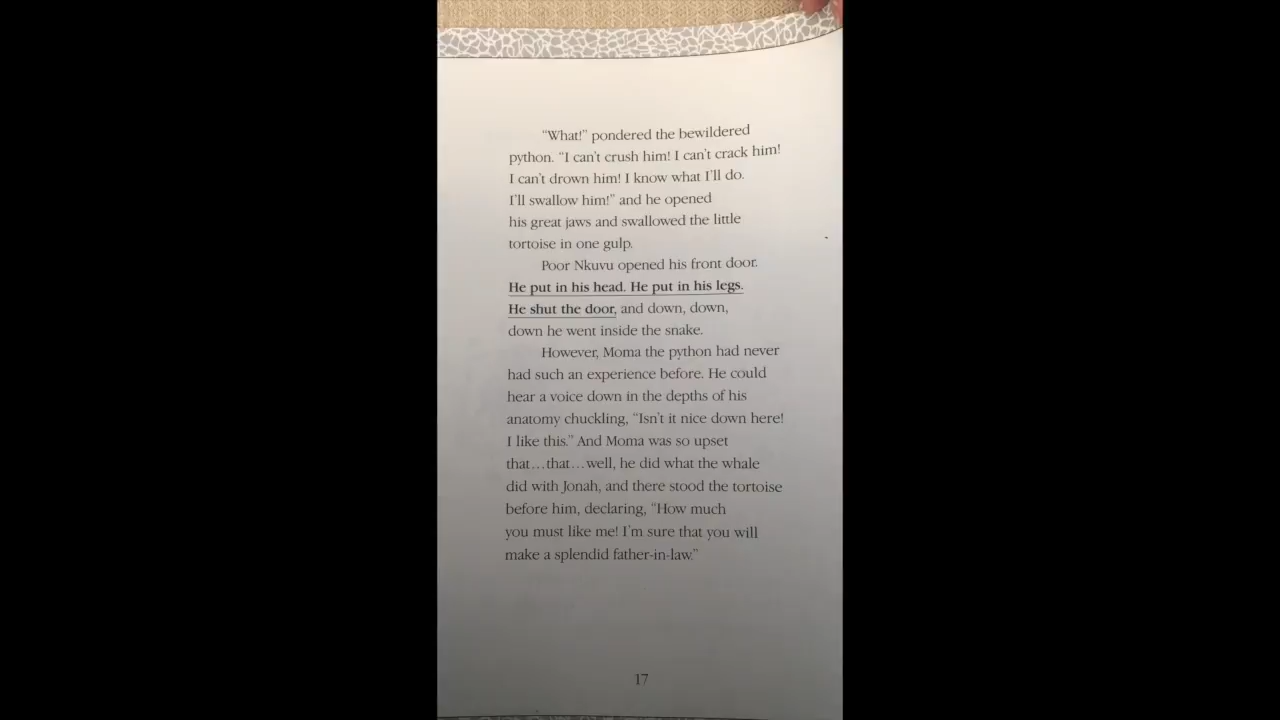 “What!” pondered the bewildered
python. “I can’t crush him! I can’t crack him!
I can’t drown him! I know what I’ll do.
I’ll swallow him!” and he opened
his great jaws and swallowed the little
tortoise in one gulp.
Poor Nkuvu opened his front door.
He put in his head. He put in his legs.
He shut the door, and down, down,
down he went inside the snake.
However, Moma the python had never
had such an experience before. He could
hear a voice down in the depths of his
anatomy chuckling, “Isn’t it nice down here!
I like this.” And Moma was so upset
that…that…well, he did what the whale
did with Jonah, and there stood the tortoise
before him, declaring, “How much
you must like me! I’m sure that you will
make a splendid father-in-law.”
17